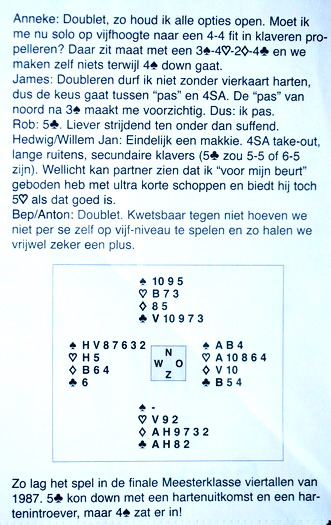 Anneke: Doublet, zo houd ik alle opties open. Moet ik
me nu solo op vijfhoogte naar een 4-4 fit in klaveren pro-
pelleren? Daar zit maat met een 3♠-4♡-2◇-4♣ en we
maken zelf niets terwijl 4♠ down gaat.
James: Doubleren durf ik niet zonder vierkaart harten,
dus de keus gaat tussen “pas” en 4SA. De “pas” van
noord na 3♠ maakt me voorzichtig. Dus: ik pas.
Rob: 5♣. Liever strijdend ten onder dan suffend.
Hedwig/Willem Jan: Eindelijk een makkie. 4SA take-out,
lange ruitens, secundaire klavers (5♣ zou 5-5 of 6-5
zijn). Wellicht kan partner zien dat ik “voor mijn beurt”
geboden heb met ultra korte schoppen en biedt hij toch
5♡ als dat goed is.
Bep/Anton: Doublet. Kwetsbaar tegen niet hoeven we
niet per se zelf op vijf-niveau te spelen en zo halen we
vrijwel zeker een plus.
♠ 10 9 5
♡ B 7 3
◇ 8 5
♣ V 10 9 7 3
♠ H V 8 7 6 3 2
♡ H 5
◇ B 6 4
♣ 6
N
W O
Z
♠ A B 4
♡ A 10 8 6 4
◇ V 10
♣ B 5 4
♠ -
♡ V 9 2
◇ A H 9 7 3 2
♣ A H 8 2
Zo lag het spel in de finale Meesterklasse viertallen van
1987. 5♣ kon down met een hartenuitkomst en een har-
tenintroever, maar 4♠ zat er in!